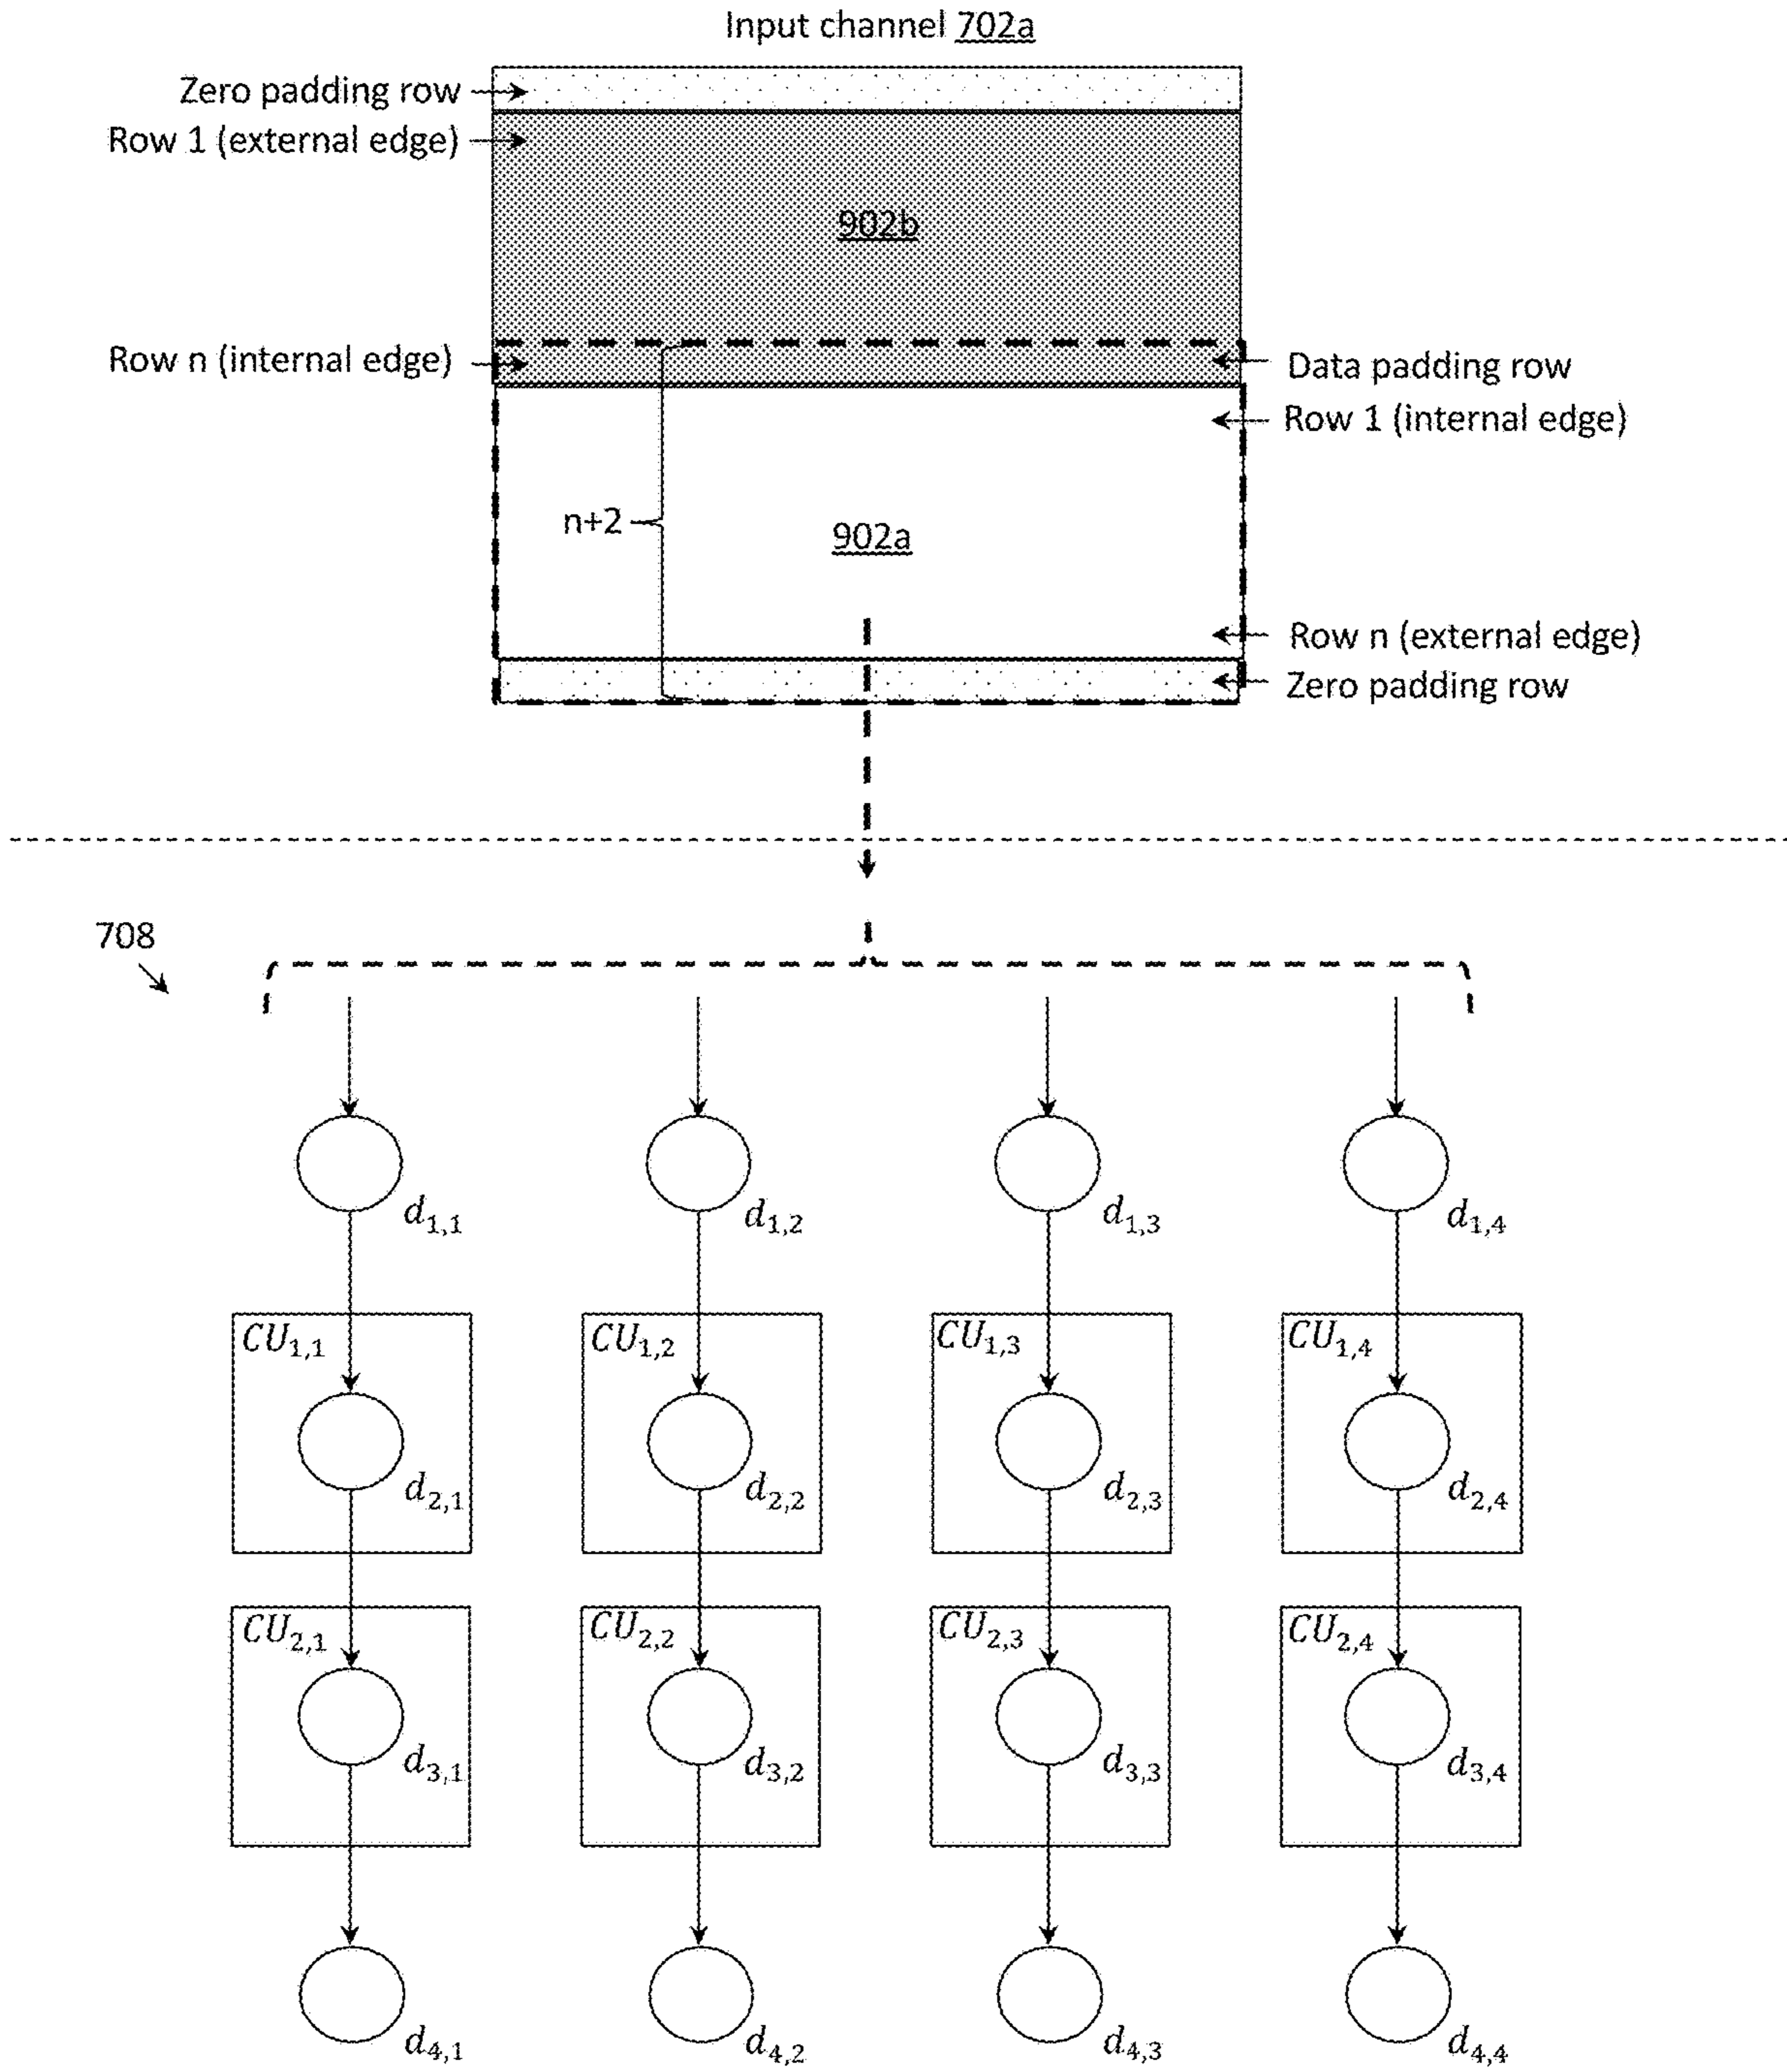 Input channel 702a
Zero padding row
Row 1 (external edge)
902b
Row n (internal edge)
Data padding row
Row 1 (internal edge)
n+2
902a
Row n (external edge)
Zero padding row
708
d1,1 d1,2 d1,3 d1,4
CU1,1 CU1,2 CU1,3 CU1,4
d2,1 d2,2 d2,3 d2,4
CU2,1 CU2,2 CU2,3 CU2,4
d3,1 d3,2 d3,3 d3,4
d4,1 d4,2 d4,3 d4,4